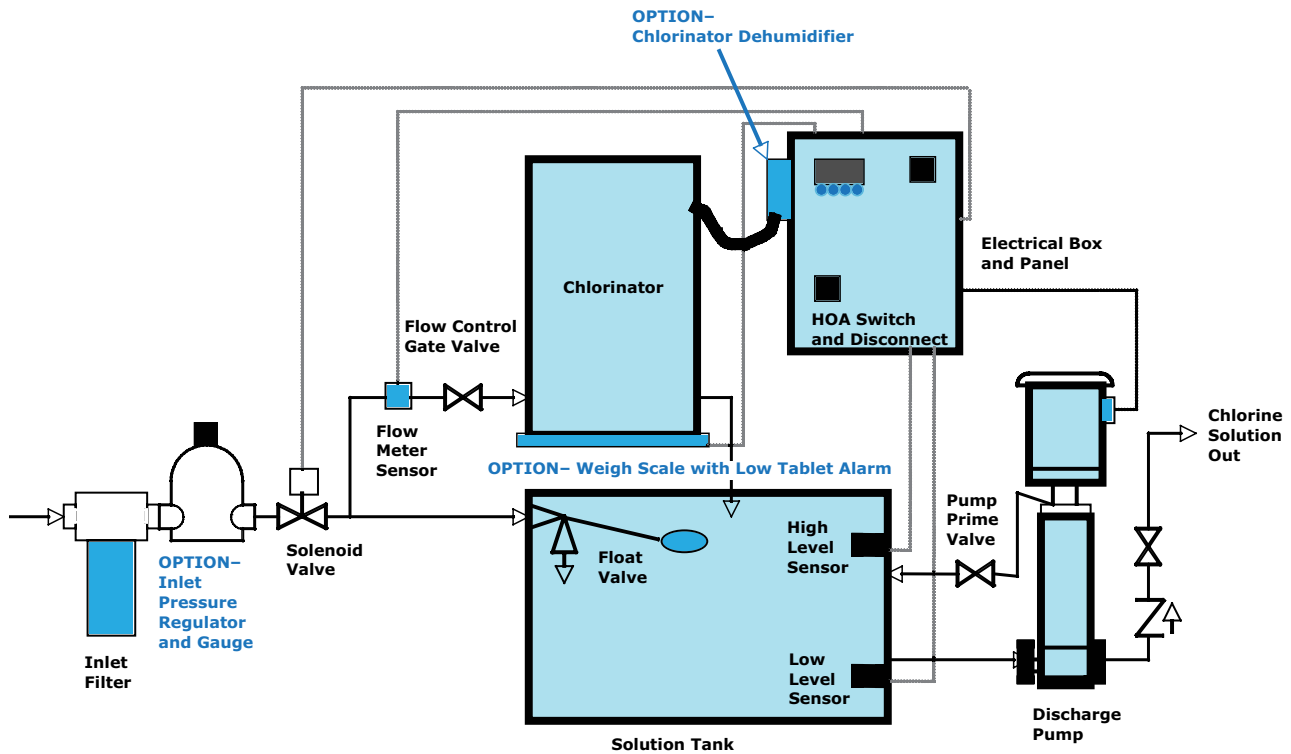 OPTION–
Chlorinator Dehumidifier
Electrical Box
and Panel
Chlorinator
HOA Switch
and Disconnect
Flow Control
Gate Valve
Flow
Meter
Sensor
Chlorine
Solution
Out
OPTION– Weigh Scale with Low Tablet Alarm
Solenoid
Valve
Float
Valve
High
Level
Sensor
Pump
Prime
Valve
OPTION–
Inlet
Pressure
Regulator
and Gauge
Inlet
Filter
Low
Level
Sensor
Discharge
Pump
Solution Tank